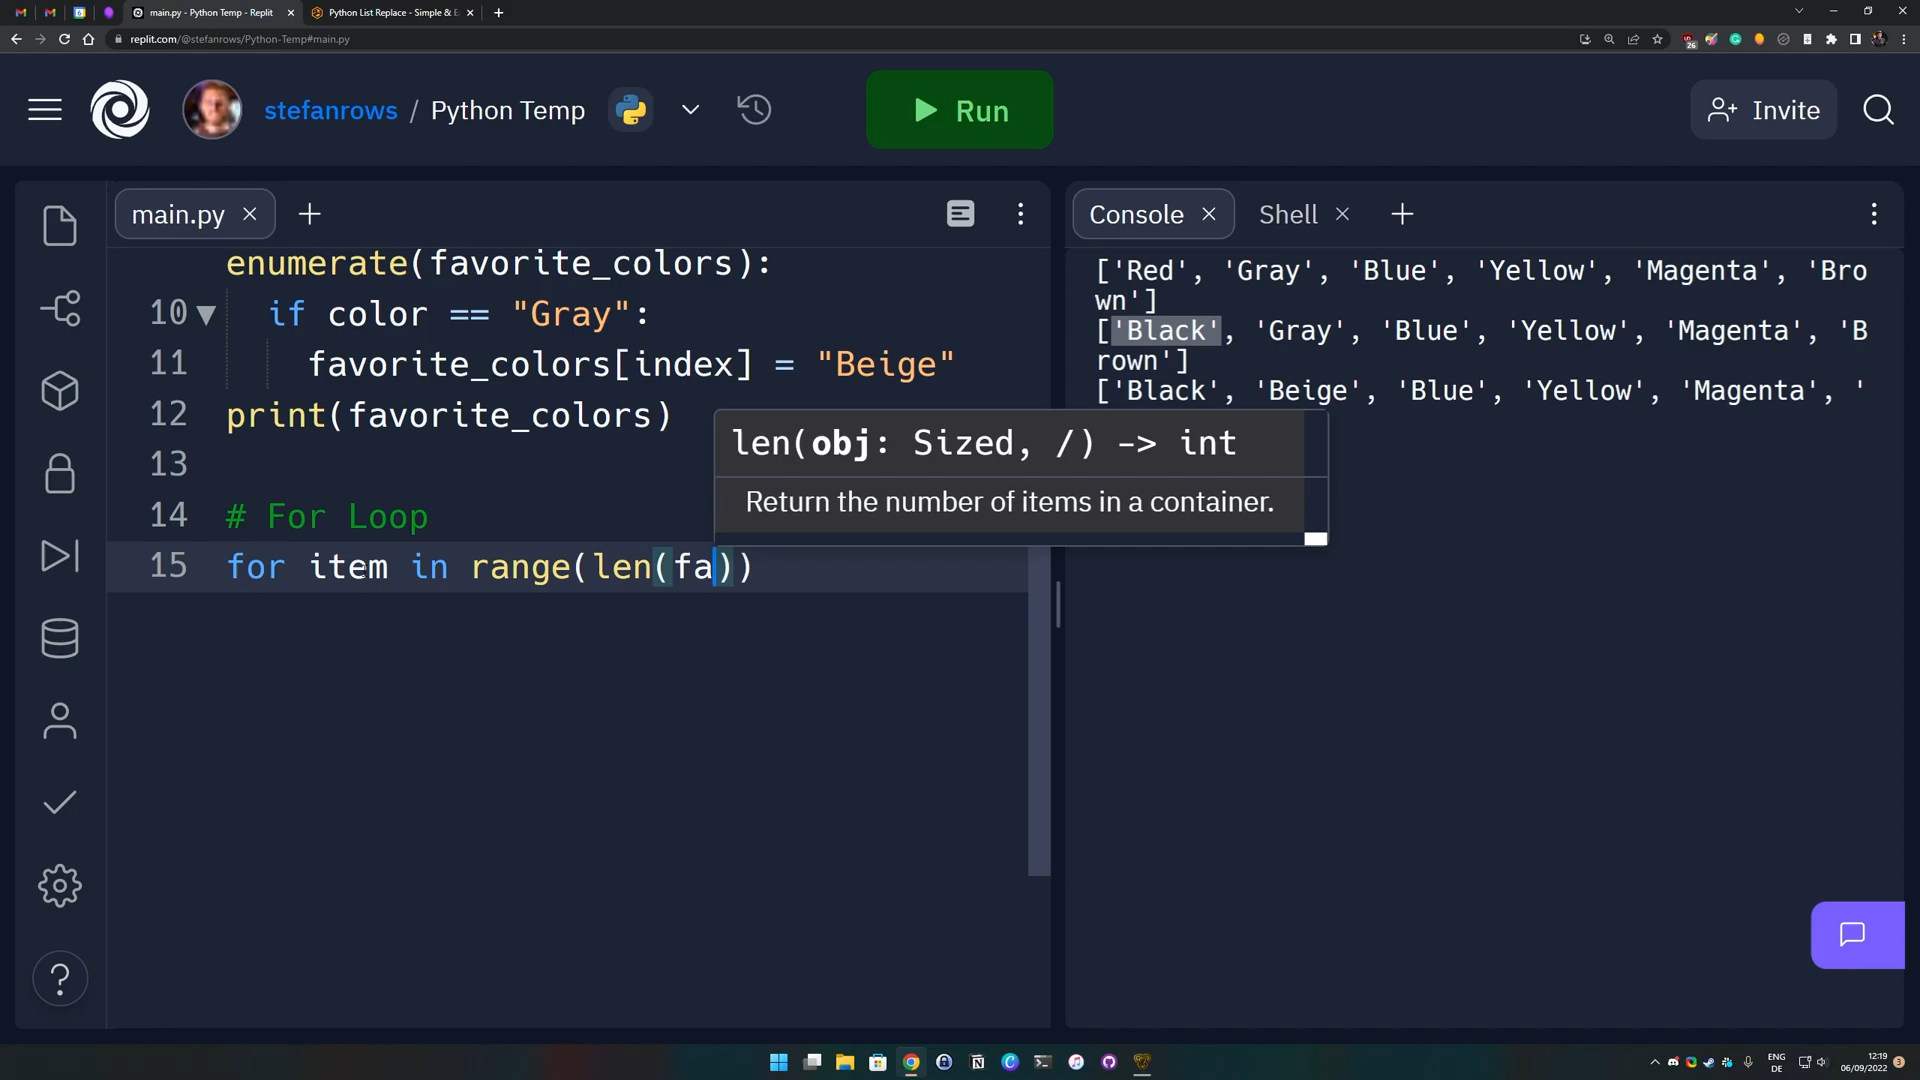 main.py - Python Temp - Replit
Python List Replace - Simple & E
replit.com/@stefanrows/Python-Temp#main.py
26
stefanrows / Python Temp
Run
Invite
main.py
Console
Shell
enumerate(favorite_colors):
10 if color == "Gray":
11 favorite_colors[index] = "Beige"
12 print(favorite_colors)
13
14 # For Loop
15 for item in range(len(fa))
len(obj: Sized, /) -> int
Return the number of items in a container.
['Red', 'Gray', 'Blue', 'Yellow', 'Magenta', 'Bro
wn']
['Black', 'Gray', 'Blue', 'Yellow', 'Magenta', 'B
rown']
['Black', 'Beige', 'Blue', 'Yellow', 'Magenta', '
ENG
DE
12:19
06/09/2022
3